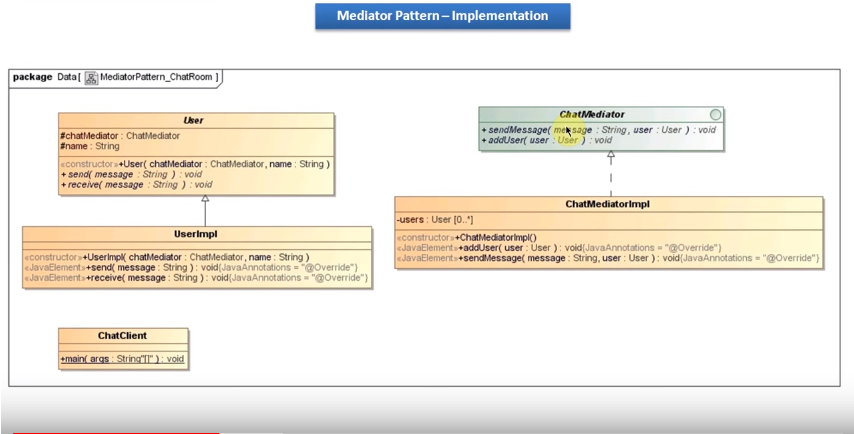 Mediator Pattern – Implementation
package Data[ MediatorPattern_ChatRoom ]
User
#chatMediator : ChatMediator
#name : String
«constructor»+User( chatMediator : ChatMediator, name : String )
+ send( message : String ) : void
+ receive( message : String ) : void
ChatMediator
+ sendMessage( message : String, user : User ) : void
+ addUser( user : User ) : void
UserImpl
«constructor»+UserImpl( chatMediator : ChatMediator, name : String )
«JavaElement»+send( message : String ) : void{JavaAnnotations = "@Override"}
«JavaElement»+receive( message : String ) : void{JavaAnnotations = "@Override"}
ChatMediatorImpl
-users : User [0..*]
«constructor»+ChatMediatorImpl()
«JavaElement»+addUser( user : User ) : void{JavaAnnotations = "@Override"}
«JavaElement»+sendMessage( message : String, user : User ) : void{JavaAnnotations = "@Override"}
ChatClient
+main( args : String"[]" ) : void